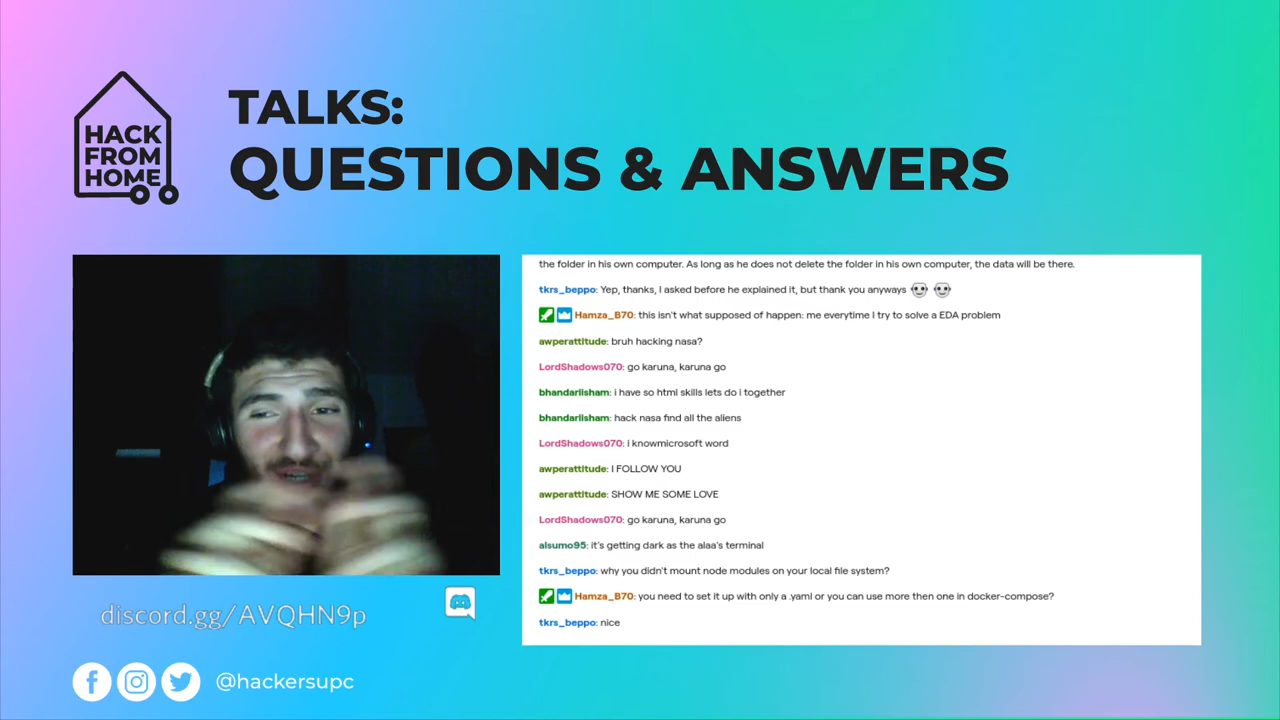 HACK
FROM
HOME
TALKS:
QUESTIONS & ANSWERS
the folder in his own computer. As long as he does not delete the folder in his own computer, the data will be there.
tkrs_beppo: Yep, thanks, I asked before he explained it, but thank you anyways
Hamza_B70: this isn't what supposed of happen: me everytime I try to solve a EDA problem
awperattitude: bruh hacking nasa?
LordShadows070: go karuna, karuna go
bhandariisham: i have so html skills lets do i together
bhandariisham: hack nasa find all the aliens
LordShadows070: i knowmicrosoft word
awperattitude: I FOLLOW YOU
awperattitude: SHOW ME SOME LOVE
LordShadows070: go karuna, karuna go
alsumo95: it's getting dark as the alaa's terminal
tkrs_beppo: why you didn't mount node modules on your local file system?
Hamza_B70: you need to set it up with only a .yaml or you can use more then one in docker-compose?
tkrs_beppo: nice
discord.gg/AVQHN9p
@hackersupc